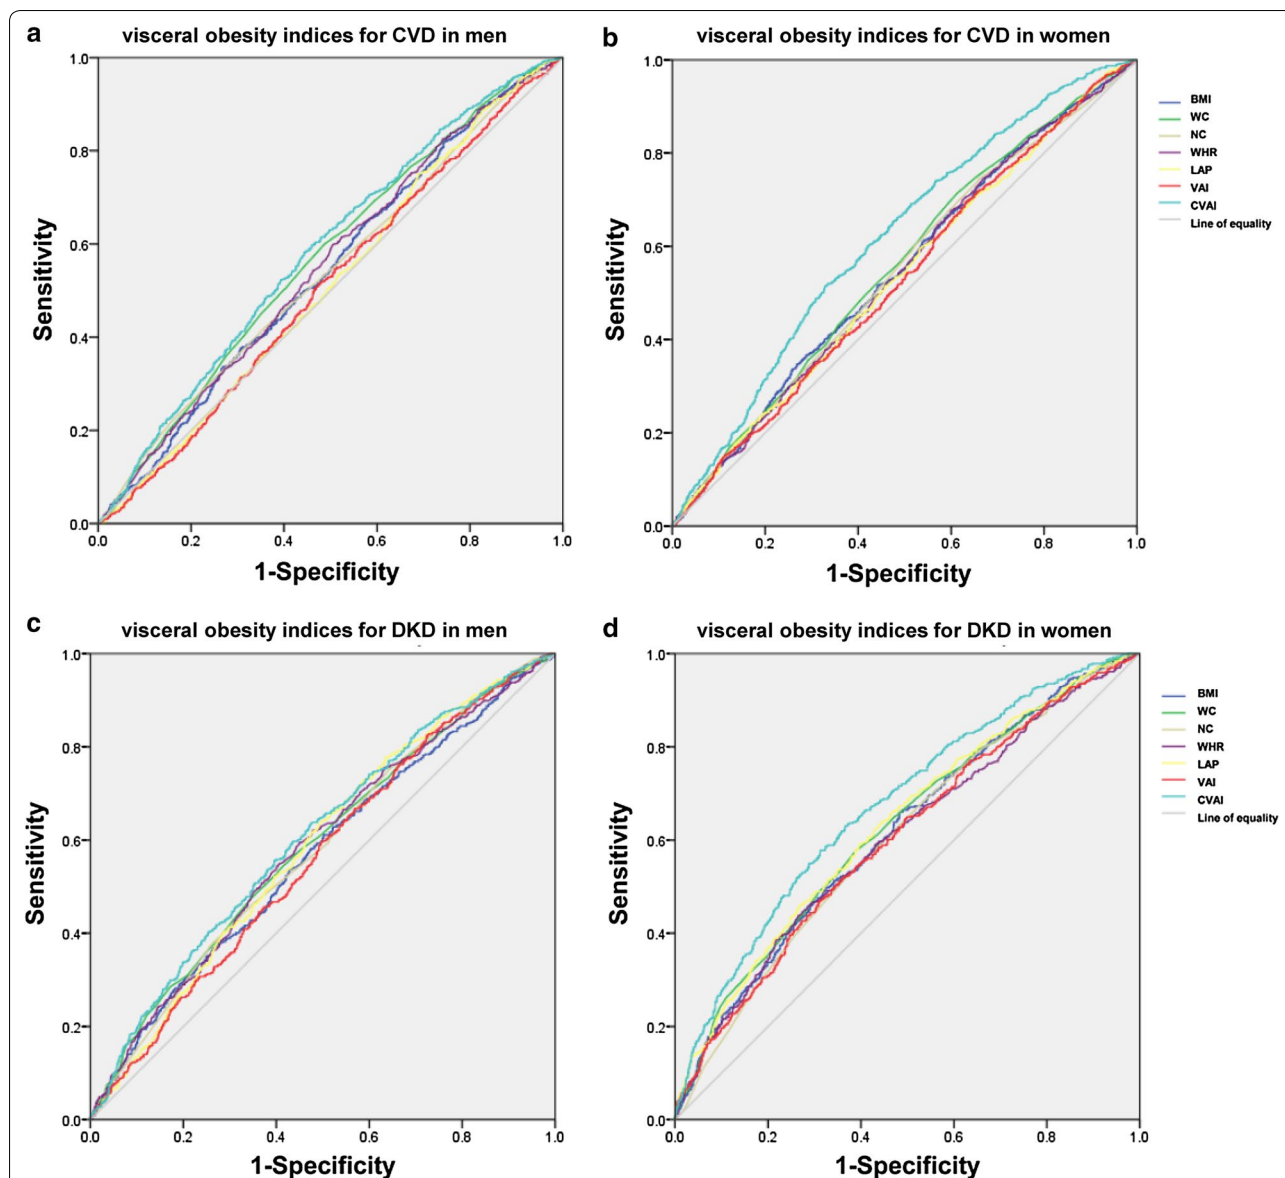 a
visceral obesity indices for CVD in men
1.0
0.8
0.6
0.4
0.2
0.0
Sensitivity
0.0 0.2 0.4 0.6 0.8 1.0
1-Specificity
b
visceral obesity indices for CVD in women
1.0
0.8
0.6
0.4
0.2
0.0
Sensitivity
0.0 0.2 0.4 0.6 0.8 1.0
1-Specificity
BMI
WC
NC
WHR
LAP
VAI
CVAI
Line of equality
c
visceral obesity indices for DKD in men
1.0
0.8
0.6
0.4
0.2
0.0
Sensitivity
0.0 0.2 0.4 0.6 0.8 1.0
1-Specificity
d
visceral obesity indices for DKD in women
1.0
0.8
0.6
0.4
0.2
0.0
Sensitivity
0.0 0.2 0.4 0.6 0.8 1.0
1-Specificity
BMI
WC
NC
WHR
LAP
VAI
CVAI
Line of equality